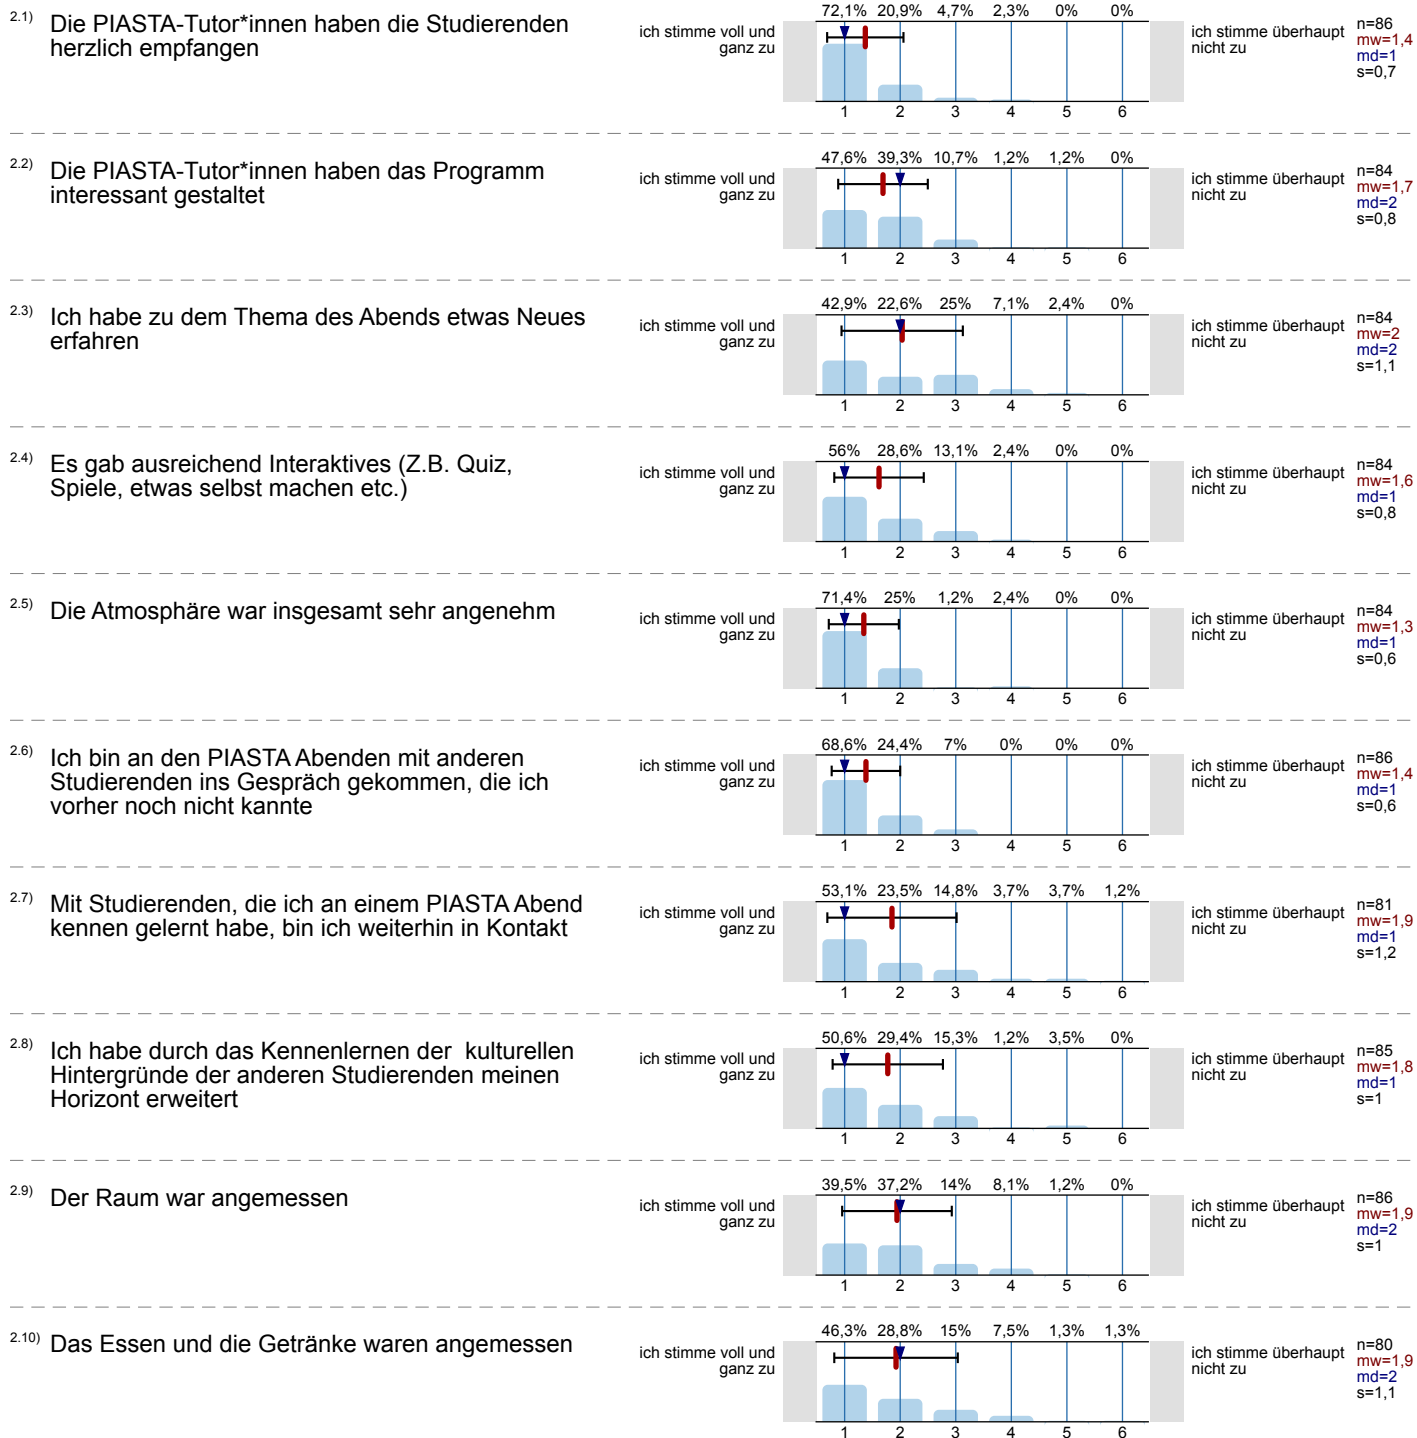 2.1) Die PIASTA-Tutor*innen haben die Studierenden
herzlich empfangen
ich stimme voll und
ganz zu
72,1% 20,9% 4,7% 2,3% 0% 0%
1 2 3 4 5 6
ich stimme überhaupt
nicht zu
n=86
mw=1,4
md=1
s=0,7
2.2) Die PIASTA-Tutor*innen haben das Programm
interessant gestaltet
ich stimme voll und
ganz zu
47,6% 39,3% 10,7% 1,2% 1,2% 0%
1 2 3 4 5 6
ich stimme überhaupt
nicht zu
n=84
mw=1,7
md=2
s=0,8
2.3) Ich habe zu dem Thema des Abends etwas Neues
erfahren
ich stimme voll und
ganz zu
42,9% 22,6% 25% 7,1% 2,4% 0%
1 2 3 4 5 6
ich stimme überhaupt
nicht zu
n=84
mw=2
md=2
s=1,1
2.4) Es gab ausreichend Interaktives (Z.B. Quiz,
Spiele, etwas selbst machen etc.)
ich stimme voll und
ganz zu
56% 28,6% 13,1% 2,4% 0% 0%
1 2 3 4 5 6
ich stimme überhaupt
nicht zu
n=84
mw=1,6
md=1
s=0,8
2.5) Die Atmosphäre war insgesamt sehr angenehm
ich stimme voll und
ganz zu
71,4% 25% 1,2% 2,4% 0% 0%
1 2 3 4 5 6
ich stimme überhaupt
nicht zu
n=84
mw=1,3
md=1
s=0,6
2.6) Ich bin an den PIASTA Abenden mit anderen
Studierenden ins Gespräch gekommen, die ich
vorher noch nicht kannte
ich stimme voll und
ganz zu
68,6% 24,4% 7% 0% 0% 0%
1 2 3 4 5 6
ich stimme überhaupt
nicht zu
n=86
mw=1,4
md=1
s=0,6
2.7) Mit Studierenden, die ich an einem PIASTA Abend
kennen gelernt habe, bin ich weiterhin in Kontakt
ich stimme voll und
ganz zu
53,1% 23,5% 14,8% 3,7% 3,7% 1,2%
1 2 3 4 5 6
ich stimme überhaupt
nicht zu
n=81
mw=1,9
md=1
s=1,2
2.8) Ich habe durch das Kennenlernen der kulturellen
Hintergründe der anderen Studierenden meinen
Horizont erweitert
ich stimme voll und
ganz zu
50,6% 29,4% 15,3% 1,2% 3,5% 0%
1 2 3 4 5 6
ich stimme überhaupt
nicht zu
n=85
mw=1,8
md=1
s=1
2.9) Der Raum war angemessen
ich stimme voll und
ganz zu
39,5% 37,2% 14% 8,1% 1,2% 0%
1 2 3 4 5 6
ich stimme überhaupt
nicht zu
n=86
mw=1,9
md=2
s=1
2.10) Das Essen und die Getränke waren angemessen
ich stimme voll und
ganz zu
46,3% 28,8% 15% 7,5% 1,3% 1,3%
1 2 3 4 5 6
ich stimme überhaupt
nicht zu
n=80
mw=1,9
md=2
s=1,1